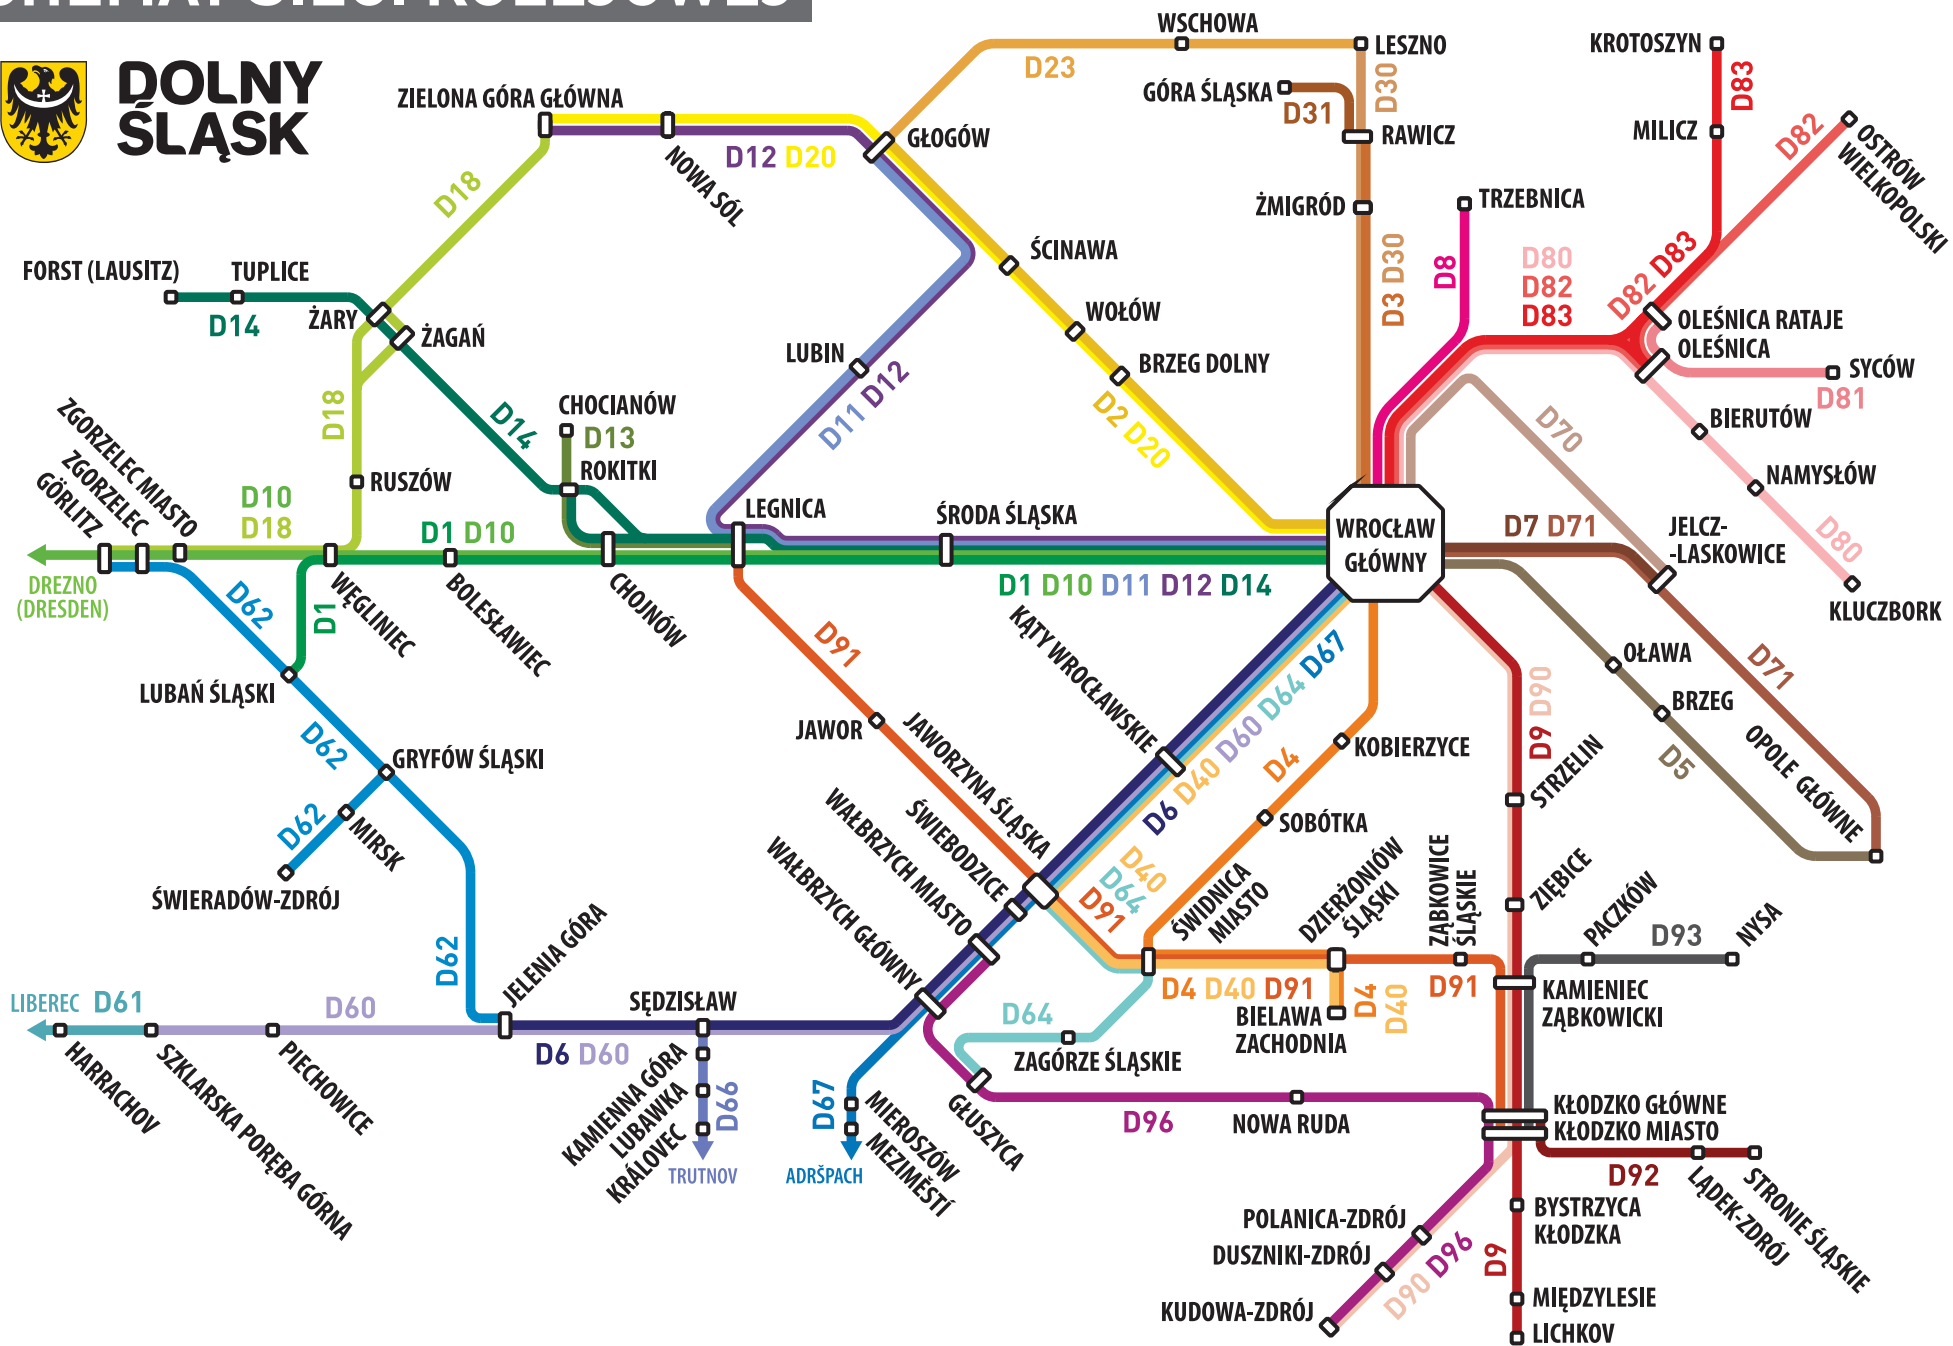 DOLNY
ŚLĄSK
WSCHOWA
LESZNO
KROTOSZYN
D23
D30
D83
GÓRA ŚLĄSKA
D31
RAWICZ
MILICZ
D82
OSTRÓW
WIELKOPOLSKI
ZIELONA GÓRA GŁÓWNA
NOWA SÓL
D12 D20
GŁOGÓW
D18
ŻMIGRÓD
TRZEBNICA
D3 D30
D8
D80
D82
D83
D82 D83
ŚCINAWA
FORST (LAUSITZ)
TUPLICE
D14
ŻARY
ŻAGAŃ
WOŁÓW
OLEŚNICA RATAJE
OLEŚNICA
SYCÓW
D81
LUBIN
D11 D12
BRZEG DOLNY
D2 D20
D18
D14
CHOCIANÓW
D13
ROKITKI
D70
BIERUTÓW
NAMYSŁÓW
D80
KLUCZBORK
ZGORZELEC MIASTO
ZGORZELEC
GÖRLITZ
RUSZÓW
D10
D18
D1 D10
LEGNICA
ŚRODA ŚLĄSKA
WROCŁAW
GŁÓWNY
D7 D71
JELCZ-
-LASKOWICE
DREZNO
(DRESDEN)
D62
D1
WĘGLINIEC
BOLESŁAWIEC
CHOJNÓW
D1 D10 D11 D12 D14
D91
KĄTY WROCŁAWSKIE
D6 D40 D60 D64 D67
OŁAWA
D71
LUBAŃ ŚLĄSKI
D62
GRYFÓW ŚLĄSKI
JAWOR
JAWORZYNA ŚLĄSKA
KOBIERZYCE
D4
D9 D90
BRZEG
D5
OPOLE GŁÓWNE
STRZELIN
D62
MIRSK
ŚWIERADÓW-ZDRÓJ
WAŁBRZYCH GŁÓWNY
WAŁBRZYCH MIASTO
ŚWIEBODZICE
D40
D64
D91
SOBÓTKA
ŚWIDNICA
MIASTO
DZIERŻONIÓW
ŚLĄSKI
ZĄBKOWICE
ŚLĄSKIE
ZIĘBICE
PACZKÓW
D93
NYSA
D62
JELENIA GÓRA
D4 D40 D91
D4
D40
D91
KAMIENIEC
ZĄBKOWICKI
BIELAWA
ZACHODNIA
LIBEREC
D61
D60
SĘDZISŁAW
D6 D60
D64
ZAGÓRZE ŚLĄSKIE
HARRACHOV
SZKLARSKA PORĘBA GÓRNA
PIECHOWICE
KAMIENNA GÓRA
LUBAWKA
KRÁLOVEC
D66
TRUTNOV
D67
ADRŠPACH
MIEROSZÓW
MEZIMĚSTÍ
GŁUSZYCA
D96
NOWA RUDA
KŁODZKO GŁÓWNE
KŁODZKO MIASTO
D92
LĄDEK-ZDRÓJ
STRONIE ŚLĄSKIE
POLANICA-ZDRÓJ
DUSZNIKI-ZDRÓJ
KUDOWA-ZDRÓJ
D90 D96
D9
BYSTRZYCA
KŁODZKA
MIĘDZYLESIE
LICHKOV